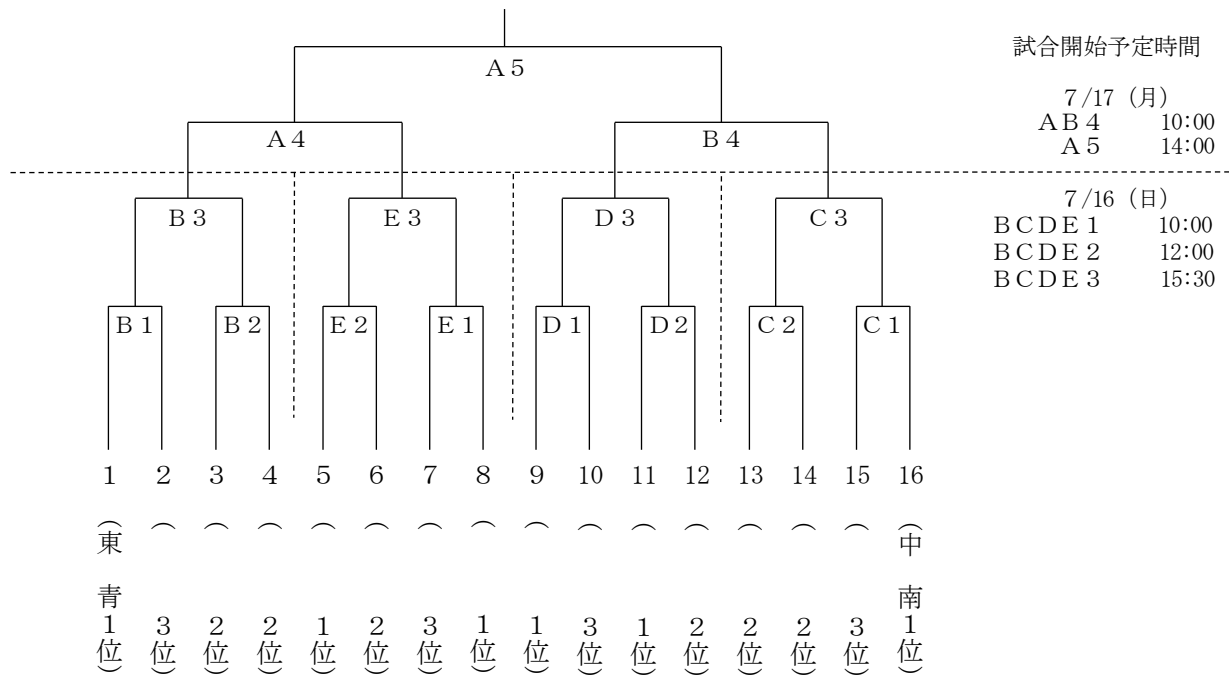 試合開始予定時間
A5
7/17 (月)
AB4 10:00
A5 14:00
A4 B4
7/16 (日)
BCDE1 10:00
BCDE2 12:00
BCDE3 15:30
B3 E3 D3 C3
B1 B2 E2 E1 D1 D2 C2 C1
1 2 3 4 5 6 7 8 9 10 11 12 13 14 15 16
(東青1位)
( 3位)
( 2位)
( 2位)
( 1位)
( 2位)
( 3位)
( 1位)
( 1位)
( 3位)
( 1位)
( 2位)
( 2位)
( 2位)
( 3位)
(中南1位)